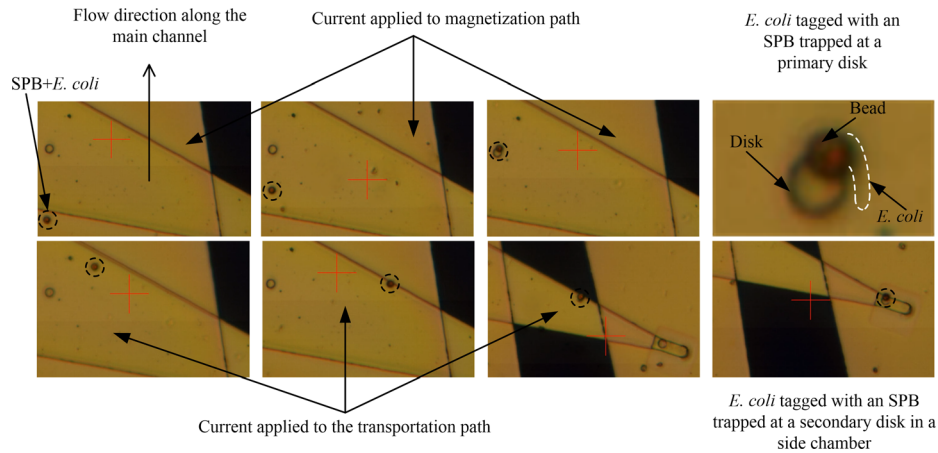 Flow direction along the
main channel
Current applied to magnetization path
E. coli tagged with an
SPB trapped at a
primary disk
SPB+E. coli
Bead
Disk
E. coli
Current applied to the transportation path
E. coli tagged with an SPB
trapped at a secondary disk in a
side chamber